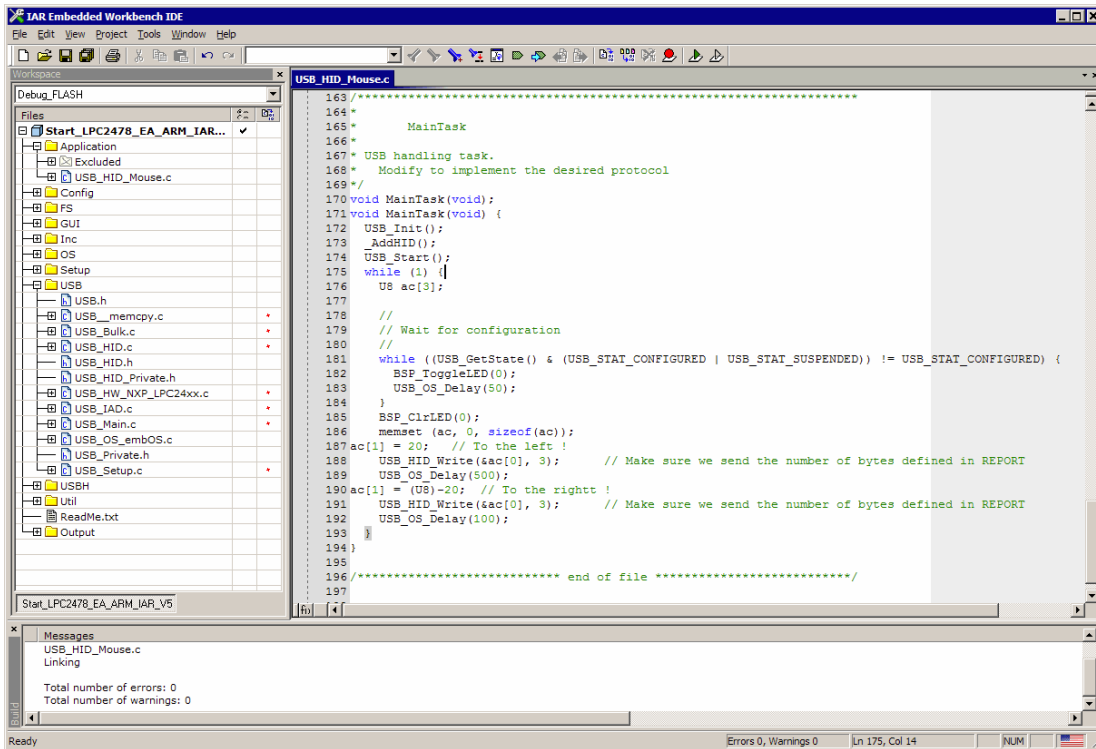 IAR Embedded Workbench IDE
File Edit View Project Tools Window Help
Workspace
Debug_FLASH
Files
Start_LPC2478_EA_ARM_IAR...
Application
Excluded
USB_HID_Mouse.c
Config
FS
GUI
Inc
OS
Setup
USB
USB.h
USB__memcpy.c
USB_Bulk.c
USB_HID.c
USB_HID.h
USB_HID_Private.h
USB_HW_NXP_LPC24xx.c
USB_IAD.c
USB_Main.c
USB_OS_embOS.c
USB_Private.h
USB_Setup.c
USBH
Util
ReadMe.txt
Output
Start_LPC2478_EA_ARM_IAR_V5
USB_HID_Mouse.c
163 /*********************************************************************
164 *
165 *       MainTask
166 *
167 * USB handling task.
168 *   Modify to implement the desired protocol
169 */
170 void MainTask(void);
171 void MainTask(void) {
172   USB_Init();
173   _AddHID();
174   USB_Start();
175   while (1) {
176     U8 ac[3];
177
178     //
179     // Wait for configuration
180     //
181     while ((USB_GetState() & (USB_STAT_CONFIGURED | USB_STAT_SUSPENDED)) != USB_STAT_CONFIGURED) {
182       BSP_ToggleLED(0);
183       USB_OS_Delay(50);
184     }
185     BSP_ClrLED(0);
186     memset (ac, 0, sizeof(ac));
187 ac[1] = 20;   // To the left !
188     USB_HID_Write(&ac[0], 3);      // Make sure we send the number of bytes defined in REPORT
189     USB_OS_Delay(500);
190 ac[1] = (U8)-20;  // To the rightt !
191     USB_HID_Write(&ac[0], 3);      // Make sure we send the number of bytes defined in REPORT
192     USB_OS_Delay(100);
193   }
194 }
195
196 /**************************** end of file ***************************/
197
Messages
USB_HID_Mouse.c
Linking
Total number of errors: 0
Total number of warnings: 0
Build
Ready
Errors 0, Warnings 0
Ln 175, Col 14
NUM